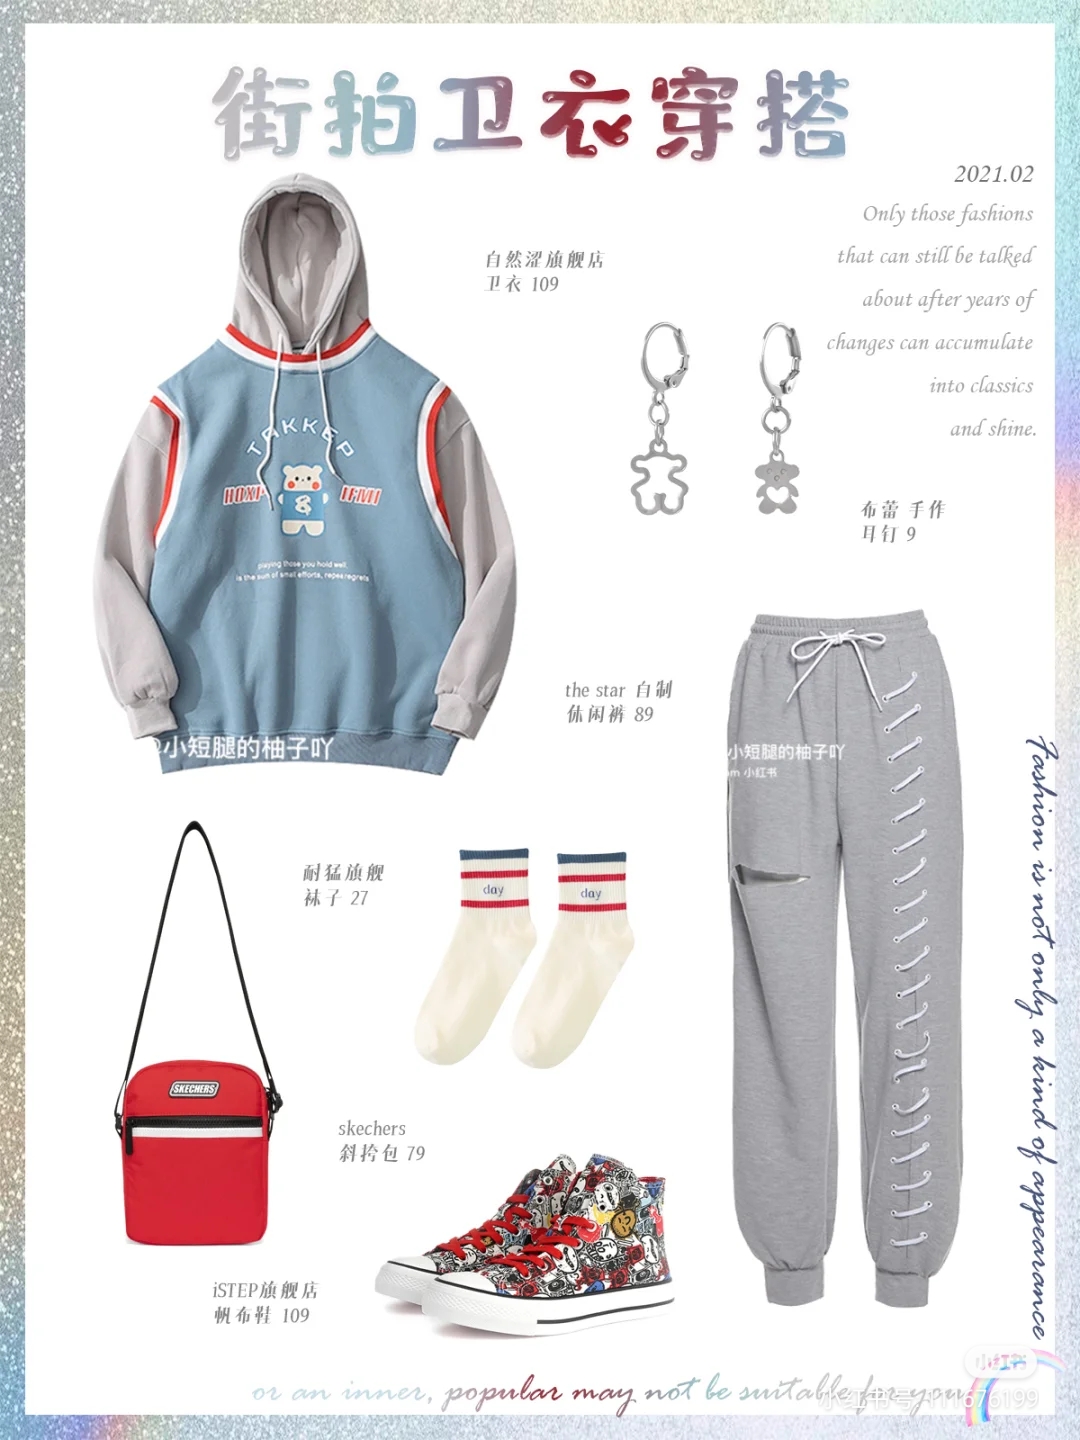 街拍卫衣穿搭
2021.02
Only those fashions
that can still be talked
about after years of
changes can accumulate
into classics
and shine.
自然涩旗舰店
卫衣 109
TAKKEP
playing those you hold well.
is the sum of small efforts, repea regrets
@小短腿的柚子吖
布蕾 手作
耳钉 9
the star 自制
休闲裤 89
小短腿的柚子吖
om 小红书
耐猛旗舰
袜子 27
day
day
SKECHERS
skechers
斜挎包 79
iSTEP旗舰店
帆布鞋 109
Fashion is not only a kind of appearance
or an inner, popular may not be suitable for you
小红书
小红书号:111676199